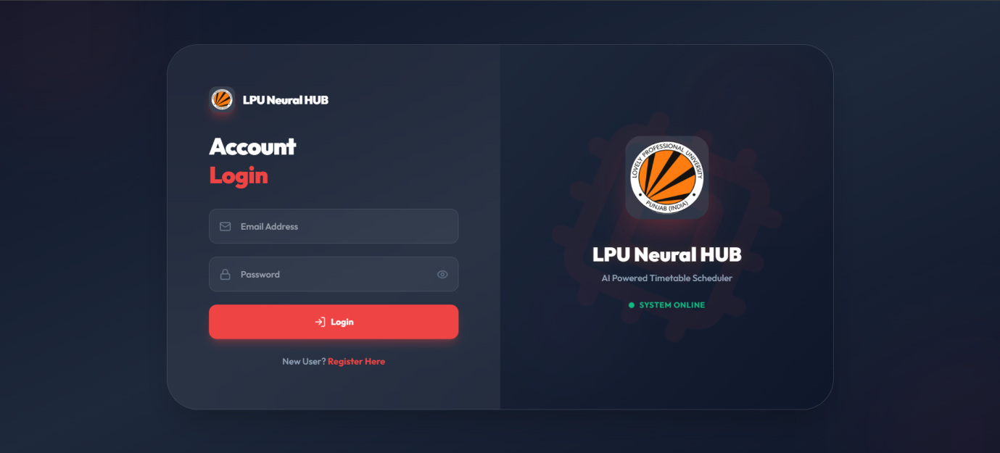 LPU Neural HUB
Account
Login
Email Address
Password
Login
New User? Register Here
LOVELY PROFESSIONAL UNIVERSITY
PUNJAB (INDIA)
LPU Neural HUB
AI Powered Timetable Scheduler
SYSTEM ONLINE